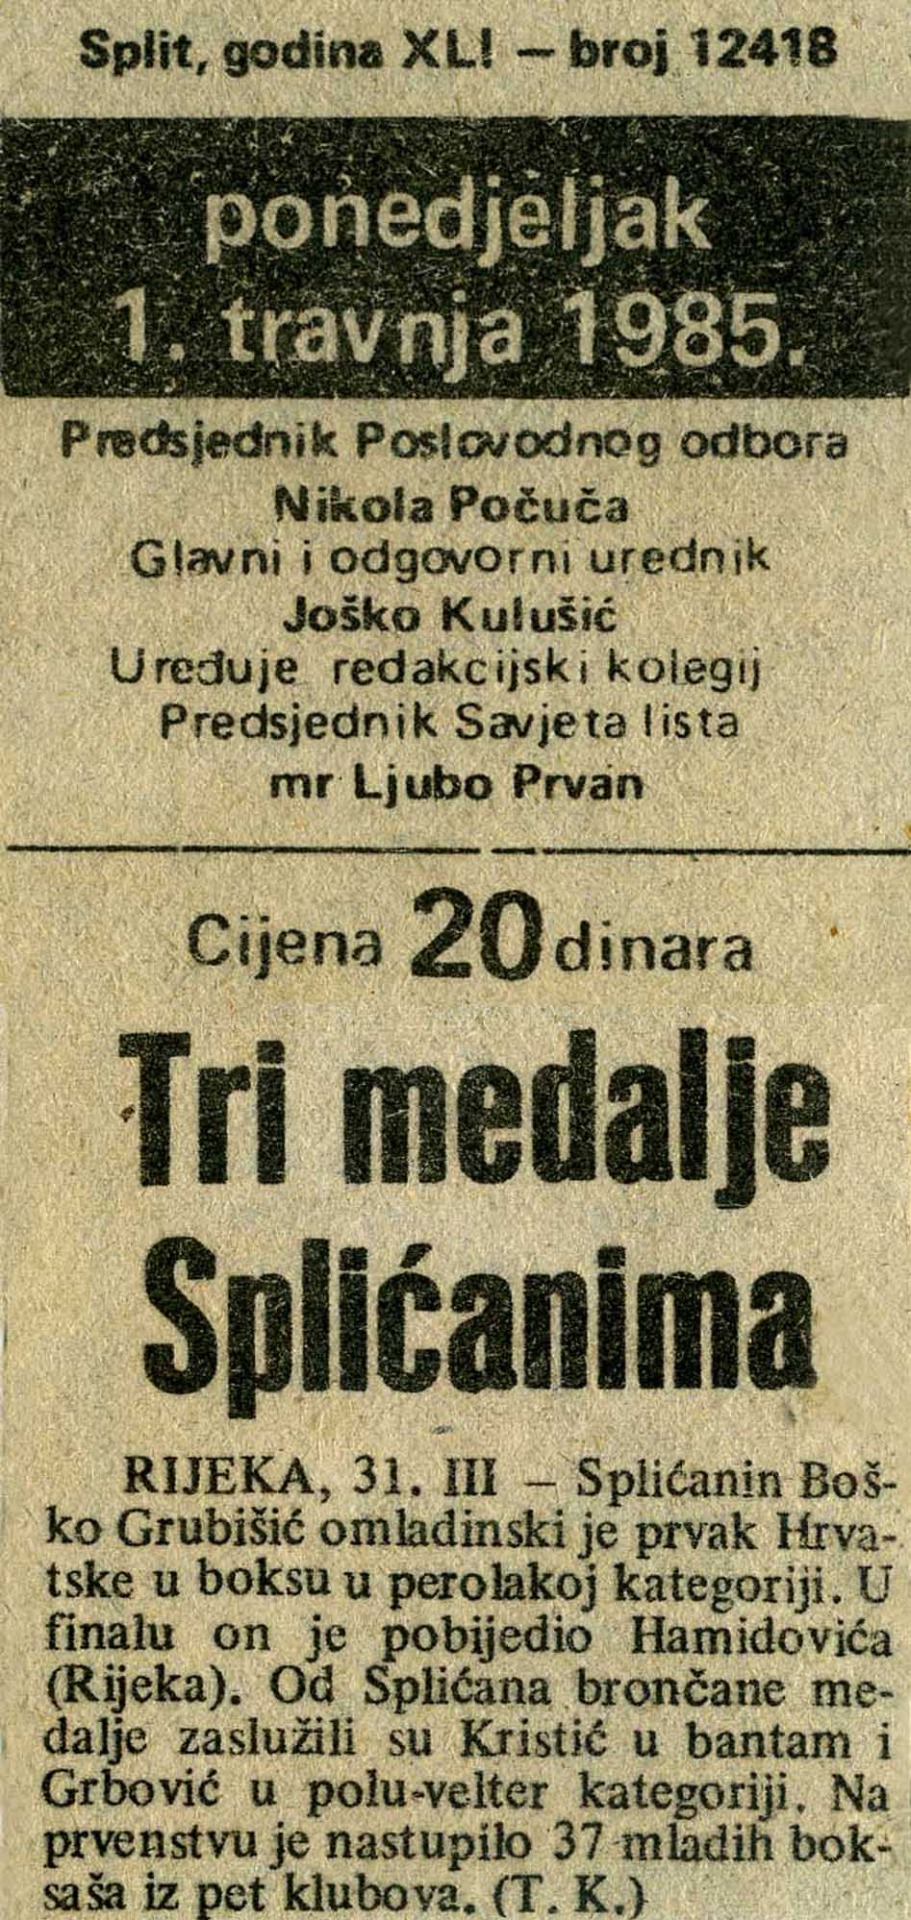 Split, godina XLI – broj 12418
ponedjeljak
1. travnja 1985.
Predsjednik Poslovodnog odbora
Nikola Počuča
Glavni i odgovorni urednik
Joško Kulušić
Uređuje redakcijski kolegij
Predsjednik Savjeta lista
mr Ljubo Prvan
Cijena 20 dinara
Tri medalje
Splićanima
RIJEKA, 31. III – Splićanin Boš-
ko Grubišić omladinski je prvak Hrva-
tske u boksu u perolakoj kategoriji. U
finalu on je pobijedio Hamidovića
(Rijeka). Od Splićana brončane me-
dalje zaslužili su Kristić u bantam i
Grbović u polu-velter kategoriji. Na
prvenstvu je nastupilo 37 mladih bok-
saša iz pet klubova. (T. K.)